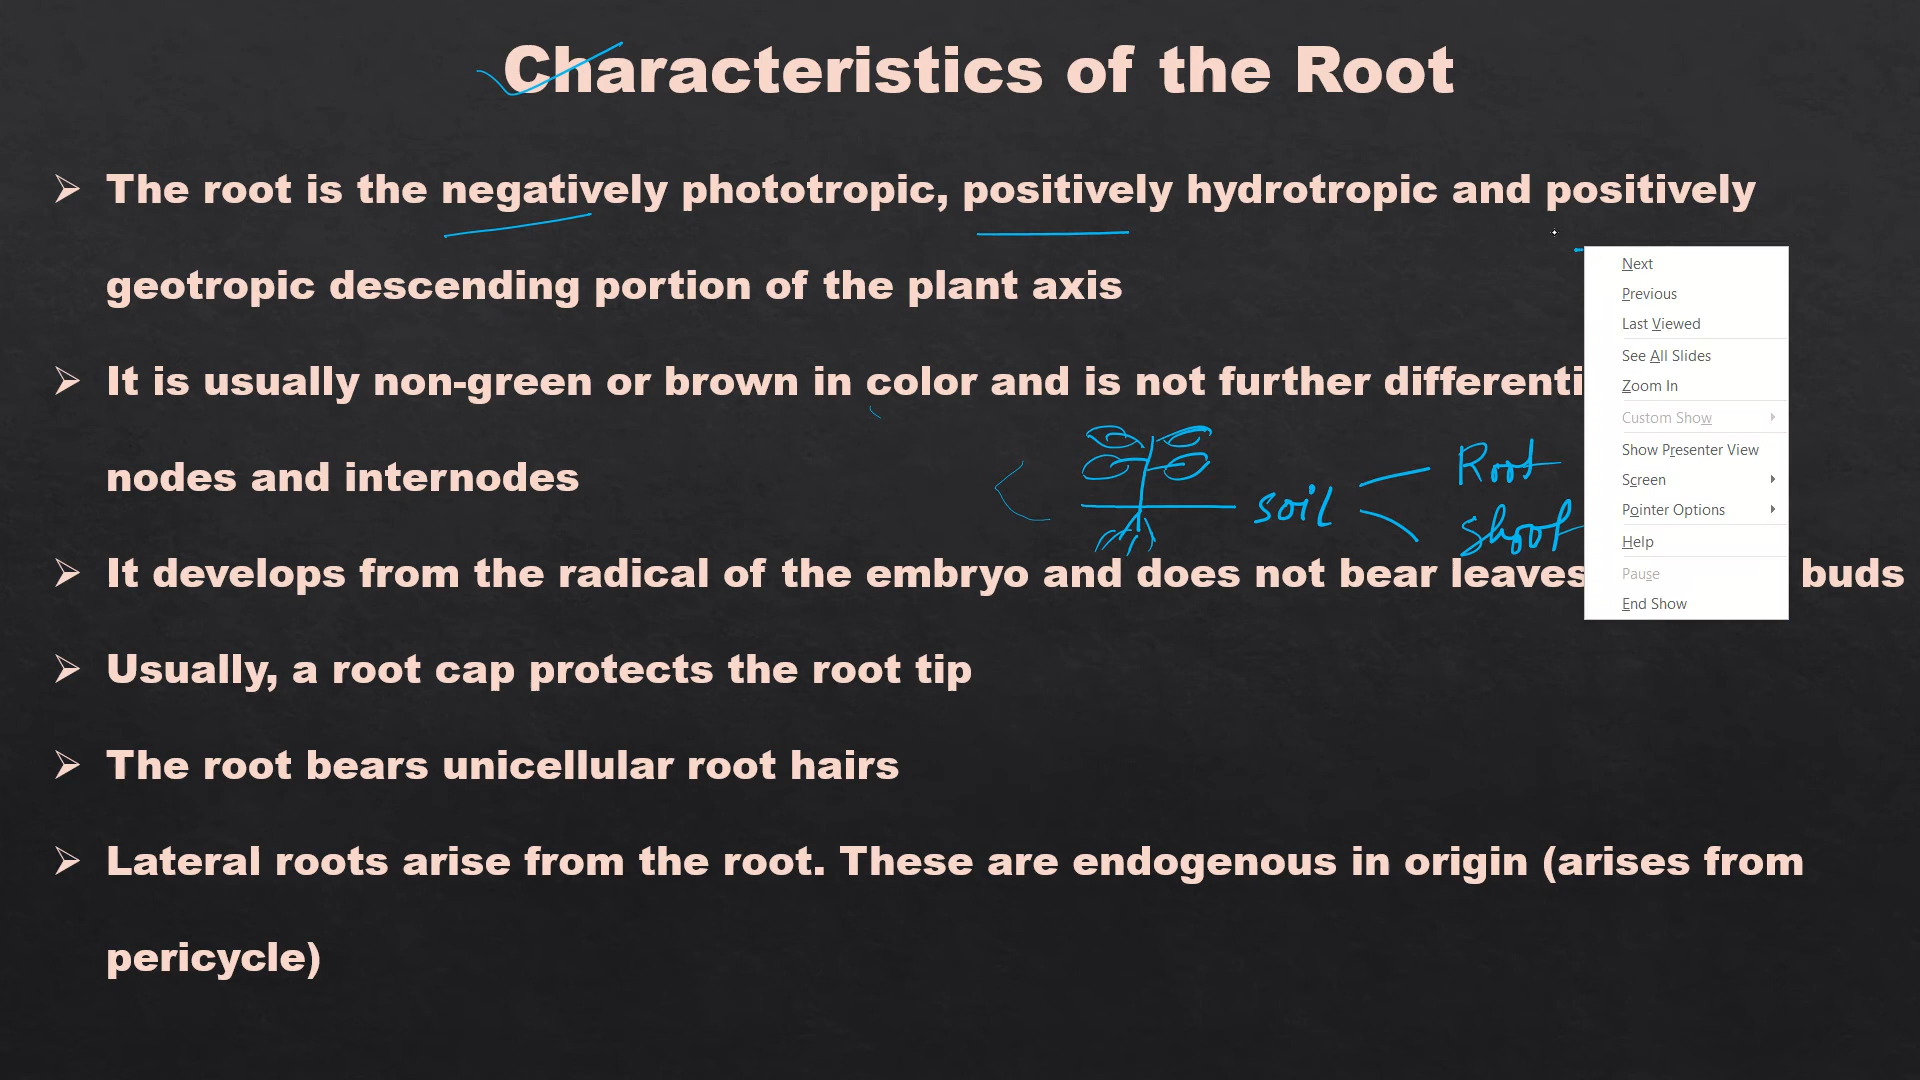 Characteristics of the Root
The root is the negatively phototropic, positively hydrotropic and positively
geotropic descending portion of the plant axis
It is usually non-green or brown in color and is not further differenti
nodes and internodes
soil
Root
shoot
It develops from the radical of the embryo and does not bear leaves buds
Usually, a root cap protects the root tip
The root bears unicellular root hairs
Lateral roots arise from the root. These are endogenous in origin (arises from
pericycle)
Next
Previous
Last Viewed
See All Slides
Zoom In
Custom Show
Show Presenter View
Screen
Pointer Options
Help
Pause
End Show